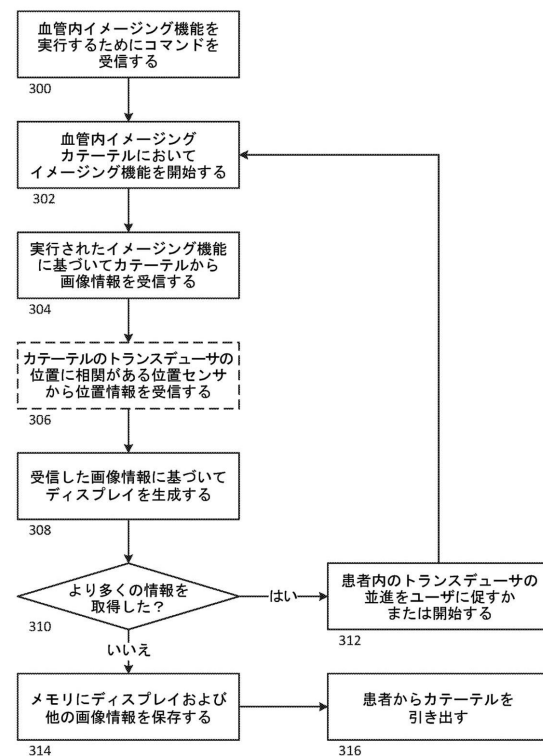 血管内イメージング機能を
実行するためにコマンドを
受信する
300
血管内イメージング
カテーテルにおいて
イメージング機能を開始する
302
実行されたイメージング機能
に基づいてカテーテルから
画像情報を受信する
304
カテーテルのトランスデューサの
位置に相関がある位置センサ
から位置情報を受信する
306
受信した画像情報に基づいて
ディスプレイを生成する
308
より多くの情報を
取得した?
310
はい
患者内のトランスデューサの
並進をユーザに促すか
または開始する
312
いいえ
メモリにディスプレイおよび
他の画像情報を保存する
314
患者からカテーテルを
引き出す
316